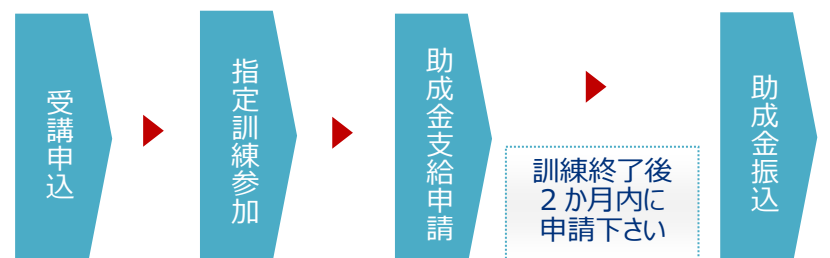 受講申込
指定訓練参加
助成金支給申請
訓練終了後
2か月内に
申請下さい
助成金振込